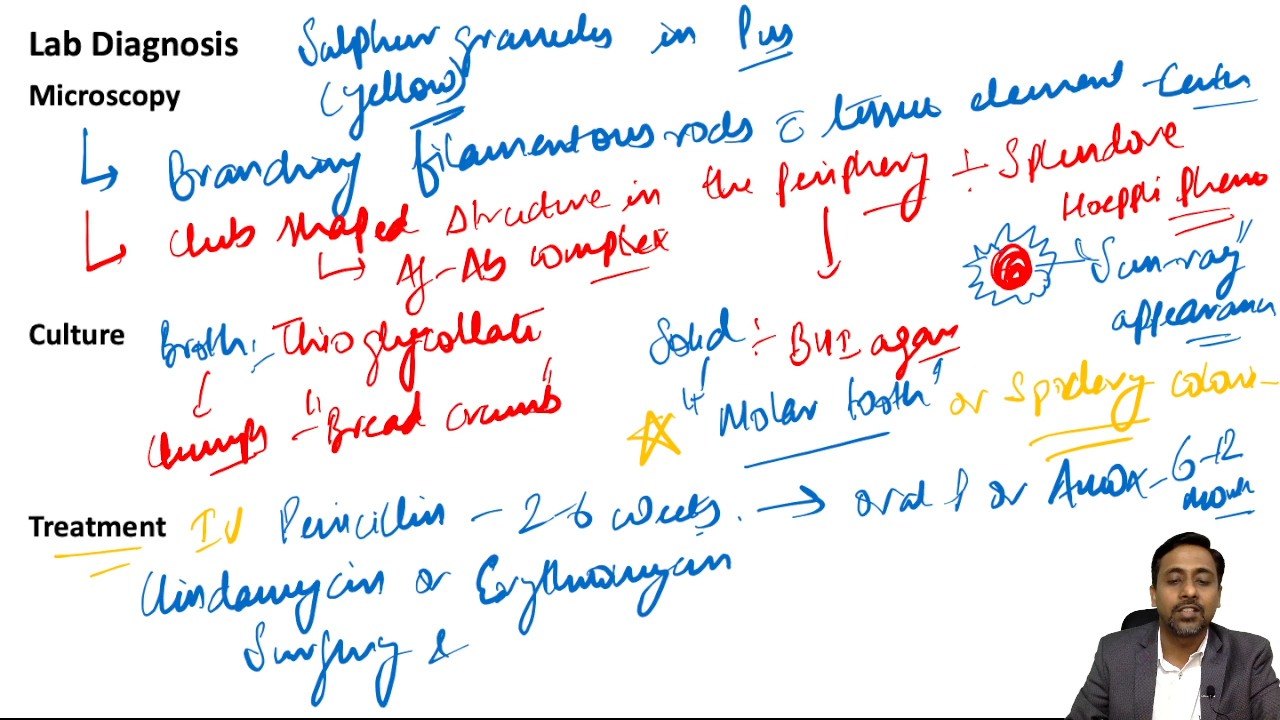 Lab Diagnosis Sulphur granules in Pus
Microscopy (yellow)
Branching filamentous rods c tissue element - Center
Club shaped structure in the periphery ± Splendore
Hoeppli Pheno
Ag-Ab complex
"Sun-ray"
appearance
Culture Broth:- Thioglycollate Solid :- BHI agar
Clumps - "Bread crumb" "Molar tooth" or Spidery colon-
Treatment IV Penicillin - 2-6 weeks. → oral P or Amox - 6-12
month
Clindamycin or Erythromycin
Surgery &